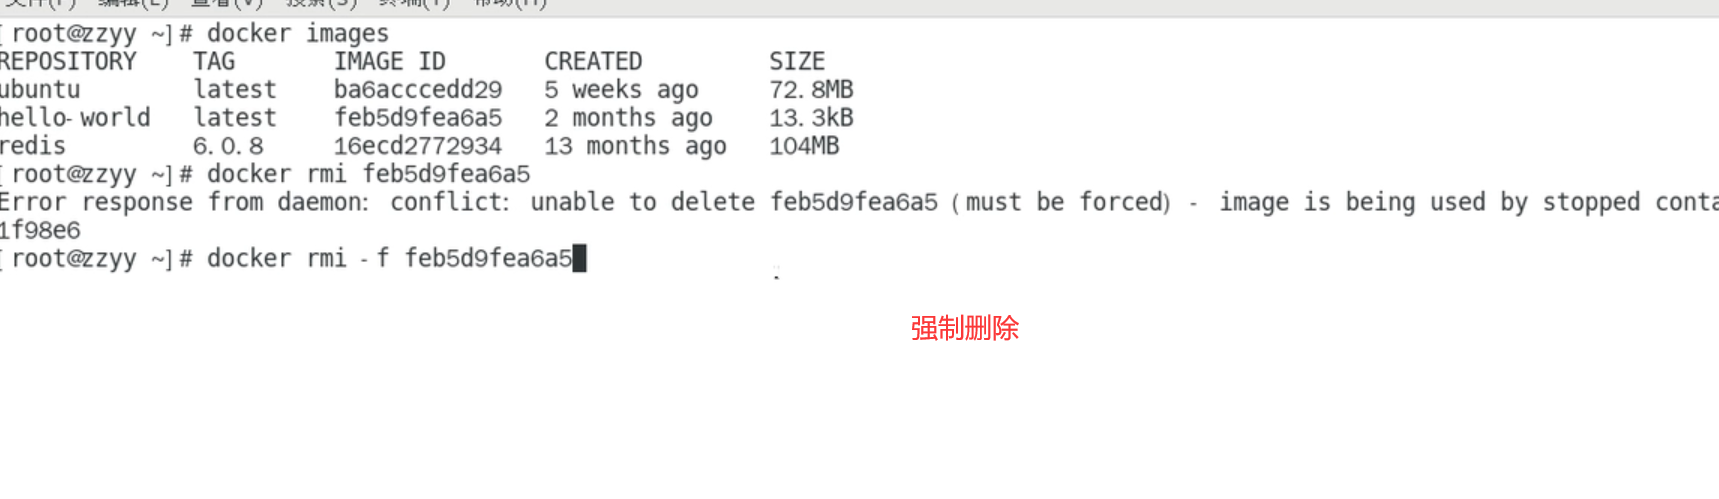 文件(F) 编辑(E) 查看(V) 搜索(S) 终端(T) 帮助(H)
[root@zzyy ~]# docker images
REPOSITORY TAG IMAGE ID CREATED SIZE
ubuntu latest ba6acccedd29 5 weeks ago 72.8MB
hello-world latest feb5d9fea6a5 2 months ago 13.3kB
redis 6.0.8 16ecd2772934 13 months ago 104MB
[root@zzyy ~]# docker rmi feb5d9fea6a5
Error response from daemon: conflict: unable to delete feb5d9fea6a5 (must be forced) - image is being used by stopped conta
1f98e6
[root@zzyy ~]# docker rmi -f feb5d9fea6a5
强制删除